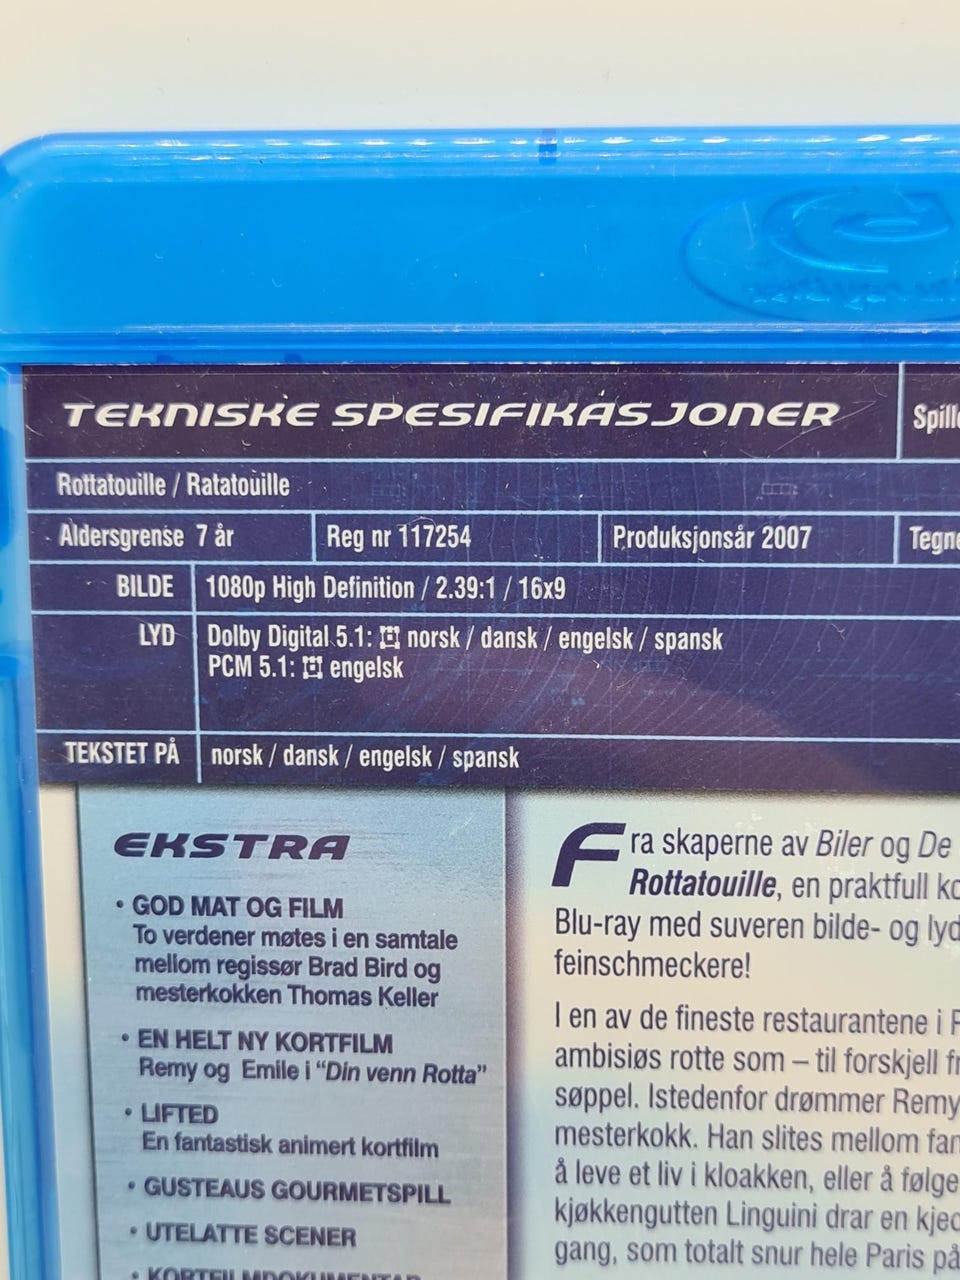 TEKNISKE SPESIFIKASJONER
Rottatouille / Ratatouille
Aldersgrense 7 år Reg nr 117254 Produksjonsår 2007
BILDE 1080p High Definition / 2.39:1 / 16x9
LYD Dolby Digital 5.1: norsk / dansk / engelsk / spansk
PCM 5.1: engelsk
TEKSTET PÅ norsk / dansk / engelsk / spansk
EKSTRA
• GOD MAT OG FILM
To verdener møtes i en samtale
mellom regissør Brad Bird og
mesterkokken Thomas Keller
• EN HELT NY KORTFILM
Remy og Emile i “Din venn Rotta”
• LIFTED
En fantastisk animert kortfilm
• GUSTEAUS GOURMETSPILL
• UTELATTE SCENER
Fra skaperne av Biler og De
Rottatouille, en praktfull
Blu-ray med suveren bilde- og
feinschmeckere!
I en av de fineste restaurantene i
ambisiøs rotte som – til forskjell
søppel. Istedenfor drømmer Remy
mesterkokk. Han slites mellom
å leve et liv i kloakken, eller å
kjøkkengutten Linguini drar en
gang, som totalt snur hele Paris på